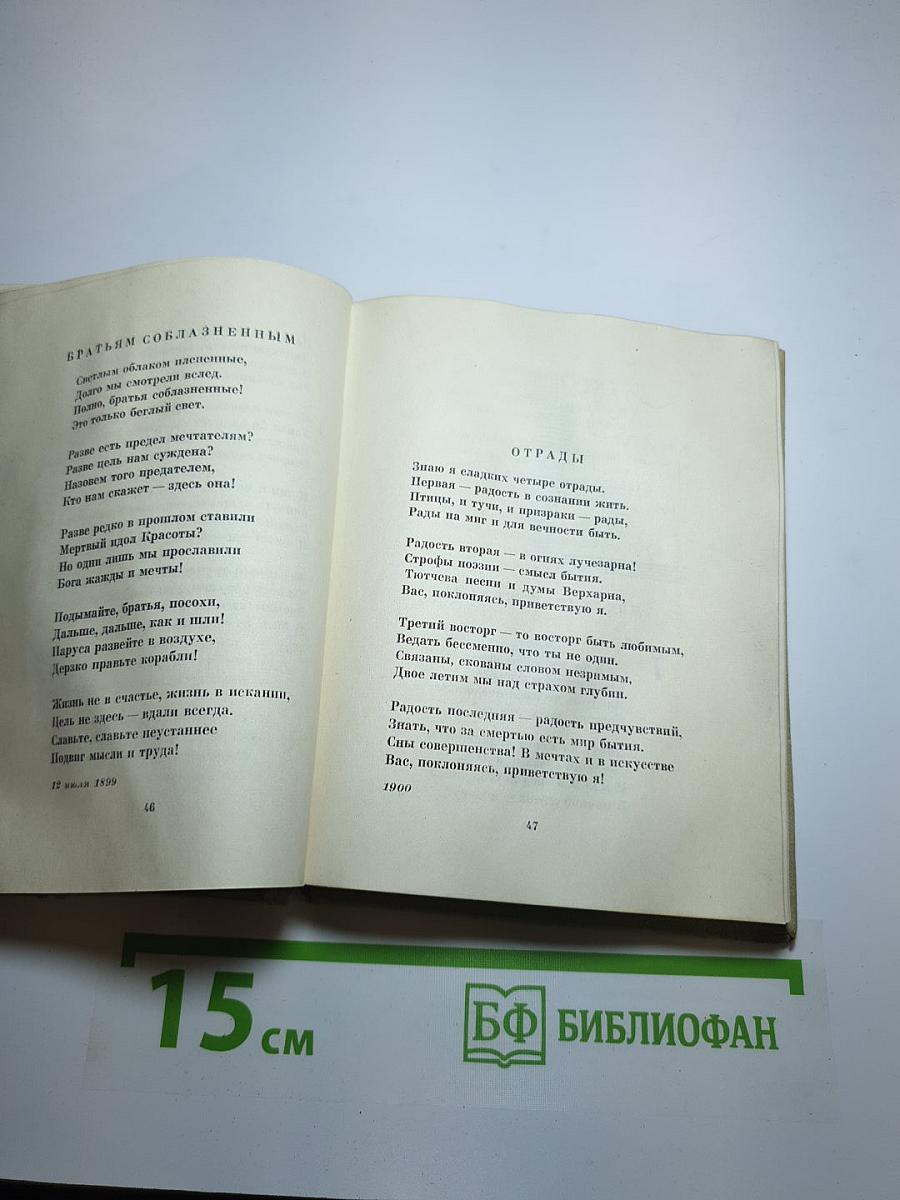 БРАТЬЯМ СОБЛАЗНЕННЫМ
Светлым облаком плененные,
Долго мы смотрели вслед.
Полно, братья соблазненные!
Это только беглый свет.
Разве есть предел мечтателям?
Разве цель нам суждена?
Назовем того предателем,
Кто нам скажет — здесь она!
Разве редко в прошлом ставили
Мертвый идол Красоты?
Но одни лишь мы прославили
Бога жажды и мечты!
Подымайте, братья, посохи,
Дальше, дальше, как и шли!
Паруса развейте в воздухе,
Дерзко правьте корабли!
Жизнь не в счастье, жизнь в искании,
Цель не здесь — вдали всегда.
Славьте, славьте неустаннее
Подвиг мысли и труда!
12 июля 1899
46
ОТРАДЫ
Знаю я сладких четыре отрады.
Первая — радость в сознании жить.
Птицы, и тучи, и призраки — рады,
Рады на миг и для вечности быть.
Радость вторая — в огнях лучезарна!
Строфы поэзии — смысл бытия.
Тютчева песни и думы Верхарна,
Вас, поклоняясь, приветствую я.
Третий восторг — то восторг быть любимым,
Ведать бессменно, что ты не один.
Связаны, скованы словом незримым,
Двое летим мы над страхом глубин.
Радость последняя — радость предчувствий,
Знать, что за смертью есть мир бытия.
Сны совершенства! В мечтах и в искусстве
Вас, поклоняясь, приветствую я!
1900
47
15 см
БФ БИБЛИОФАН